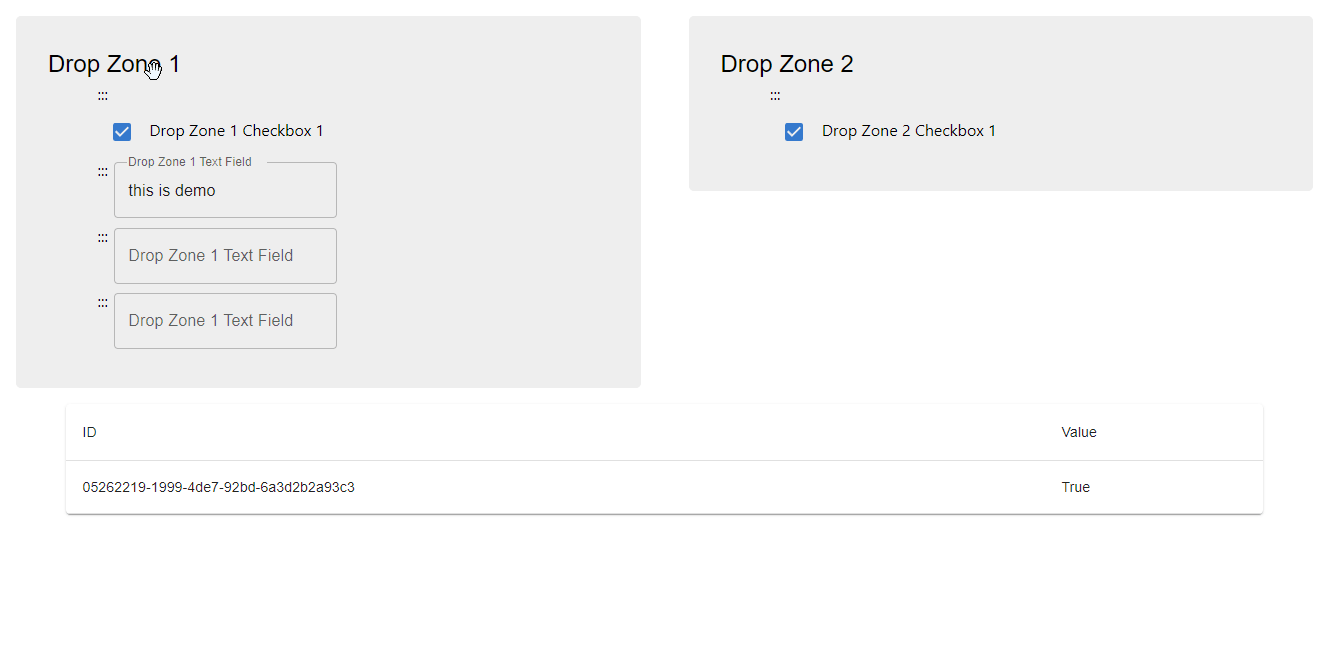 Drop Zone 1
:::
Drop Zone 1 Checkbox 1
:::
Drop Zone 1 Text Field
this is demo
:::
Drop Zone 1 Text Field
:::
Drop Zone 1 Text Field
Drop Zone 2
:::
Drop Zone 2 Checkbox 1
ID Value
05262219-1999-4de7-92bd-6a3d2b2a93c3 True